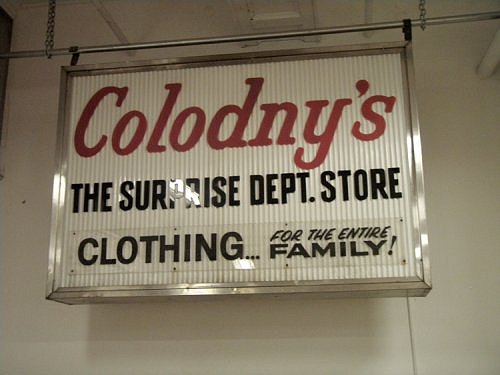 Colodny's
THE SURPRISE DEPT. STORE
CLOTHING... FOR THE ENTIRE
FAMILY!